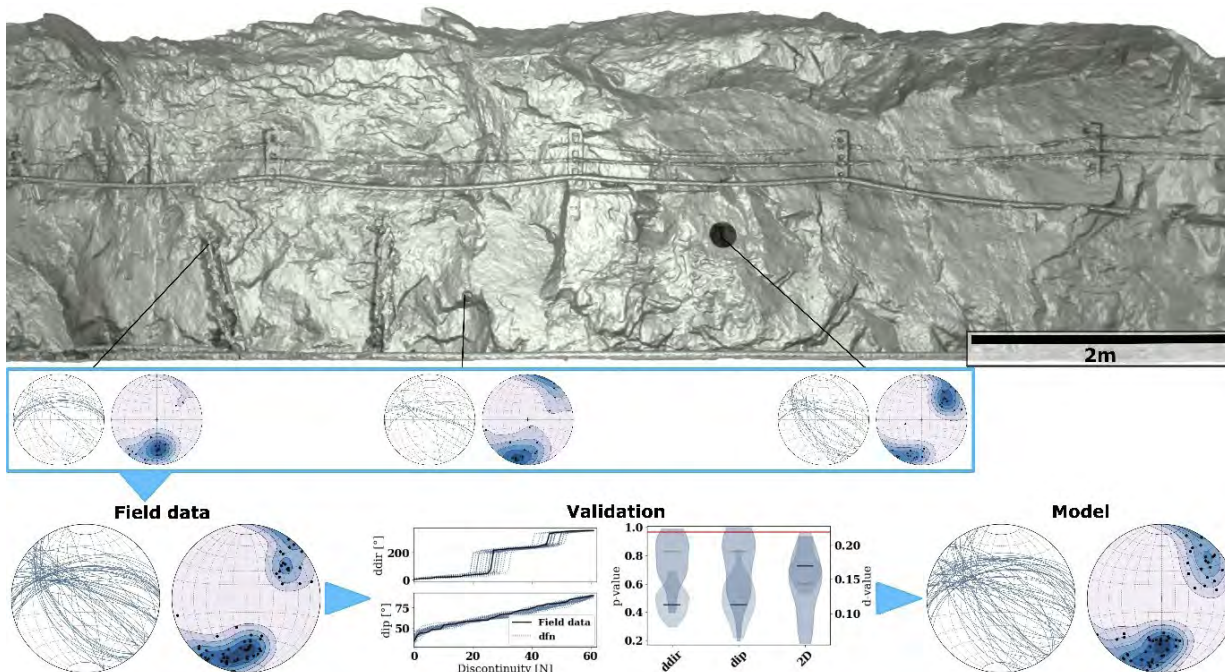 2m
Field data
Validation
Model
ddir [°]
200
0
dip [°]
75
50
Field data
dfn
0 20 40 60
Discontinuity [N]
p-value
1.0
0.8
0.6
0.4
0.2
ddir
dip
2D
0.20
0.15
0.10
d-value